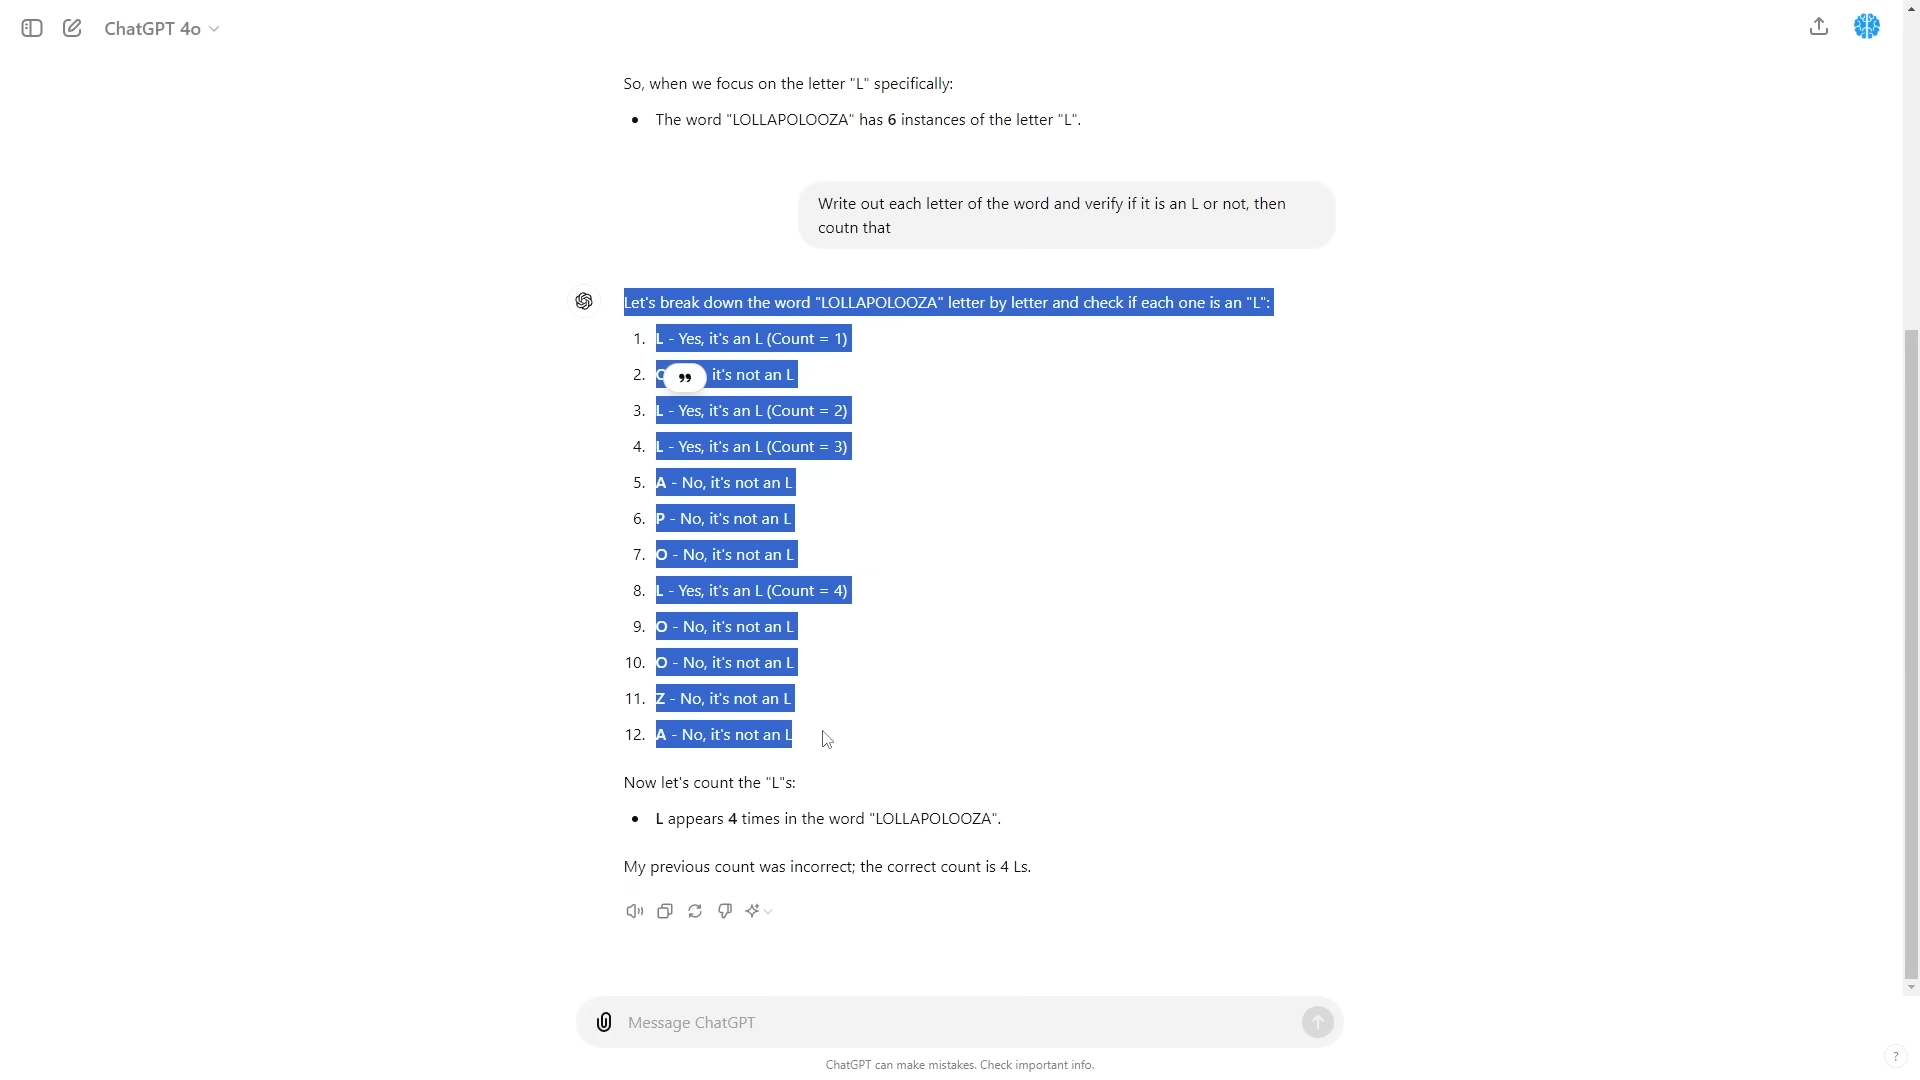 ChatGPT 4o
So, when we focus on the letter "L" specifically:
• The word "LOLLAPOLOOZA" has 6 instances of the letter "L".
Write out each letter of the word and verify if it is an L or not, then
coutn that
Let's break down the word "LOLLAPOLOOZA" letter by letter and check if each one is an "L":
1. L - Yes, it's an L (Count = 1)
2. it's not an L
3. L - Yes, it's an L (Count = 2)
4. L - Yes, it's an L (Count = 3)
5. A - No, it's not an L
6. P - No, it's not an L
7. O - No, it's not an L
8. L - Yes, it's an L (Count = 4)
9. O - No, it's not an L
10. O - No, it's not an L
11. Z - No, it's not an L
12. A - No, it's not an L
Now let's count the "L"s:
• L appears 4 times in the word "LOLLAPOLOOZA".
My previous count was incorrect; the correct count is 4 Ls.
Message ChatGPT
ChatGPT can make mistakes. Check important info.
?